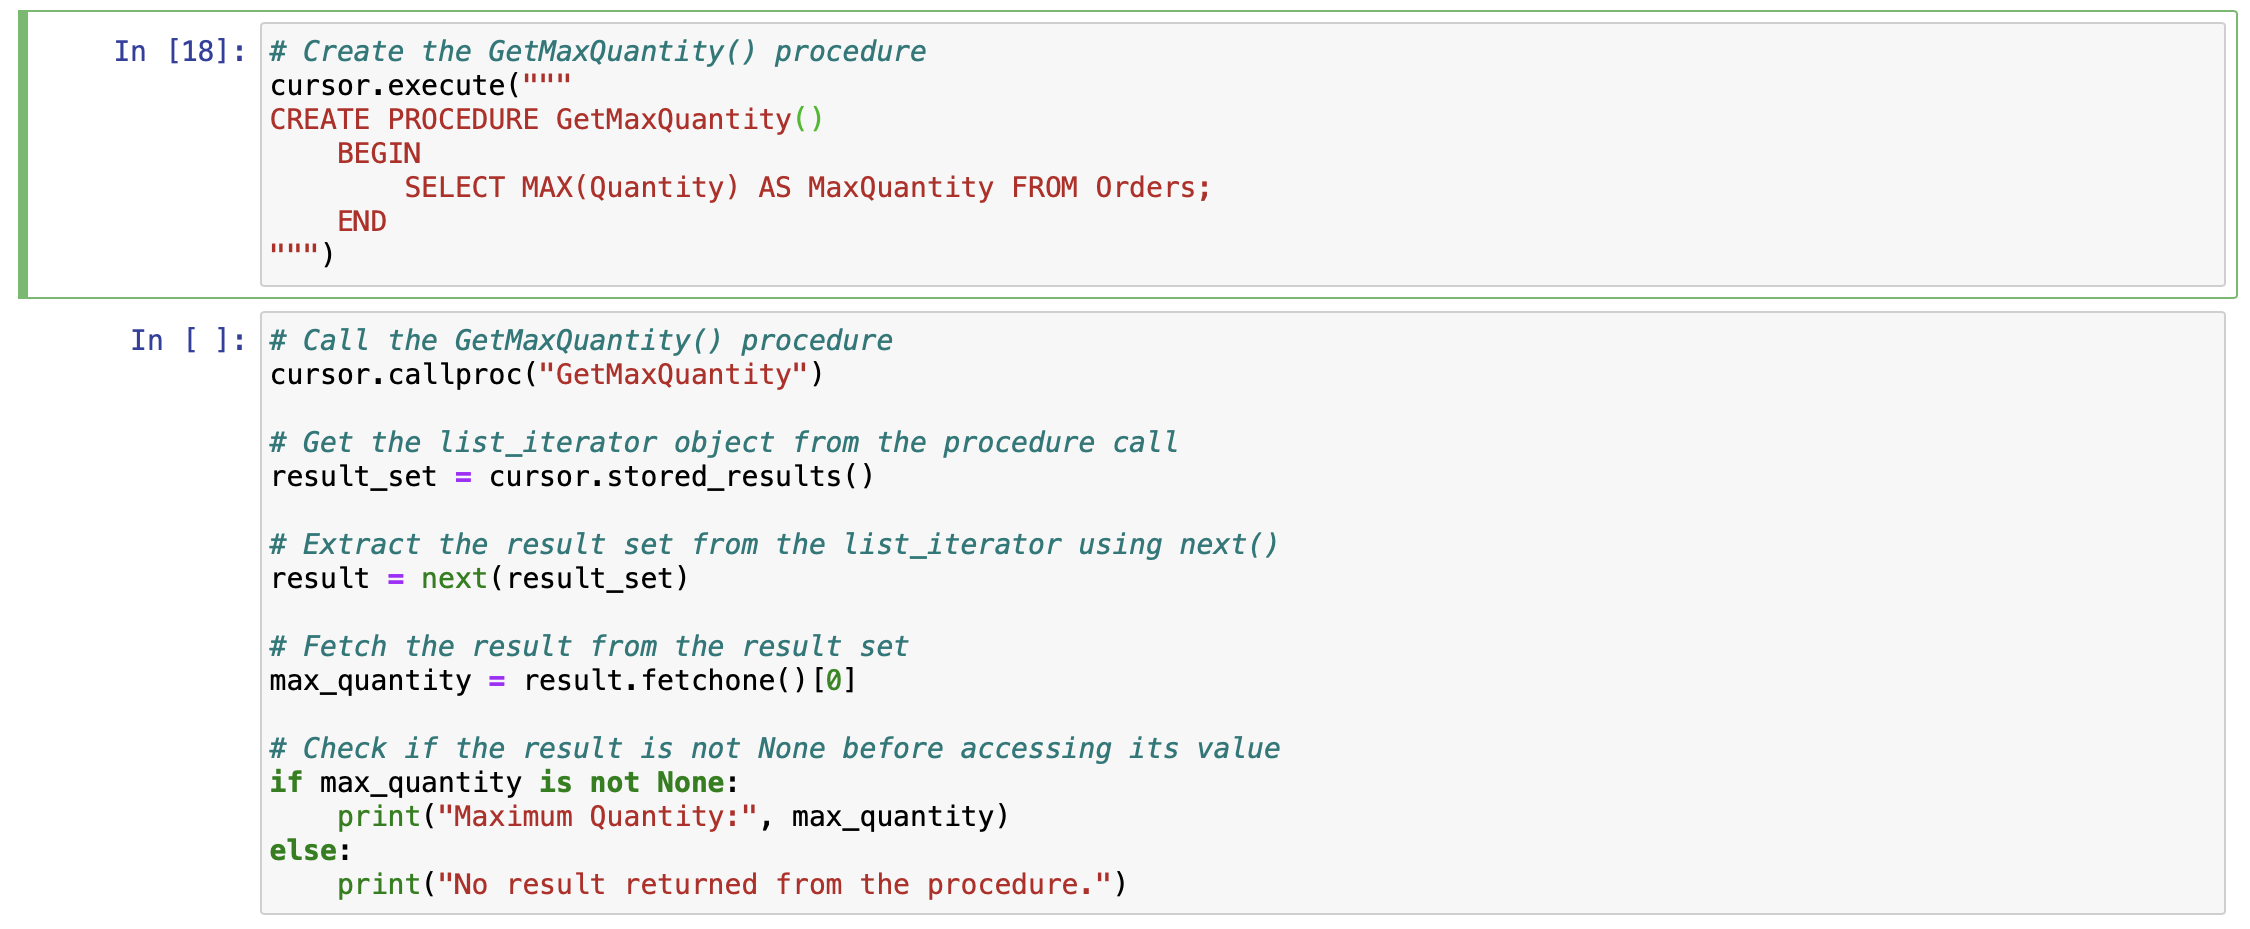 In [18]: # Create the GetMaxQuantity() procedure
cursor.execute("""
CREATE PROCEDURE GetMaxQuantity()
    BEGIN
        SELECT MAX(Quantity) AS MaxQuantity FROM Orders;
    END
""")
In [ ]: # Call the GetMaxQuantity() procedure
cursor.callproc("GetMaxQuantity")
# Get the list_iterator object from the procedure call
result_set = cursor.stored_results()
# Extract the result set from the list_iterator using next()
result = next(result_set)
# Fetch the result from the result set
max_quantity = result.fetchone()[0]
# Check if the result is not None before accessing its value
if max_quantity is not None:
    print("Maximum Quantity:", max_quantity)
else:
    print("No result returned from the procedure.")